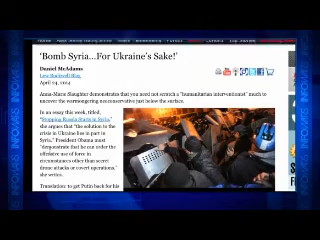 'Bomb Syria...For Ukraine's Sake!'
Daniel McAdams
Lew Rockwell Blog
April 24, 2014
Anna-Maria Slaughter demonstrates that you need not scratch a "humanitarian interventionist" much to
uncover the warmongering neoconservative just below the surface.
In an essay this week, titled,
"Stopping Russia Starts in Syria,"
she argues that "the solution to the
crisis in Ukraine lies in part in
Syria." President Obama must
"demonstrate that he can order the
offensive use of force in
circumstances other than secret
drone attacks or covert operations,"
she writes.
Translation: to get Putin back for his
INFOWARS